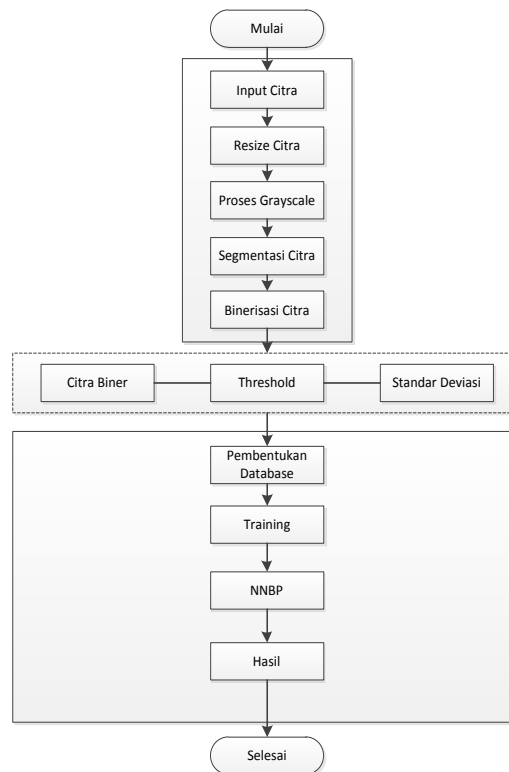 Mulai
Input Citra
Resize Citra
Proses Grayscale
Segmentasi Citra
Binerisasi Citra
Citra Biner
Threshold
Standar Deviasi
Pembentukan
Database
Training
NNBP
Hasil
Selesai